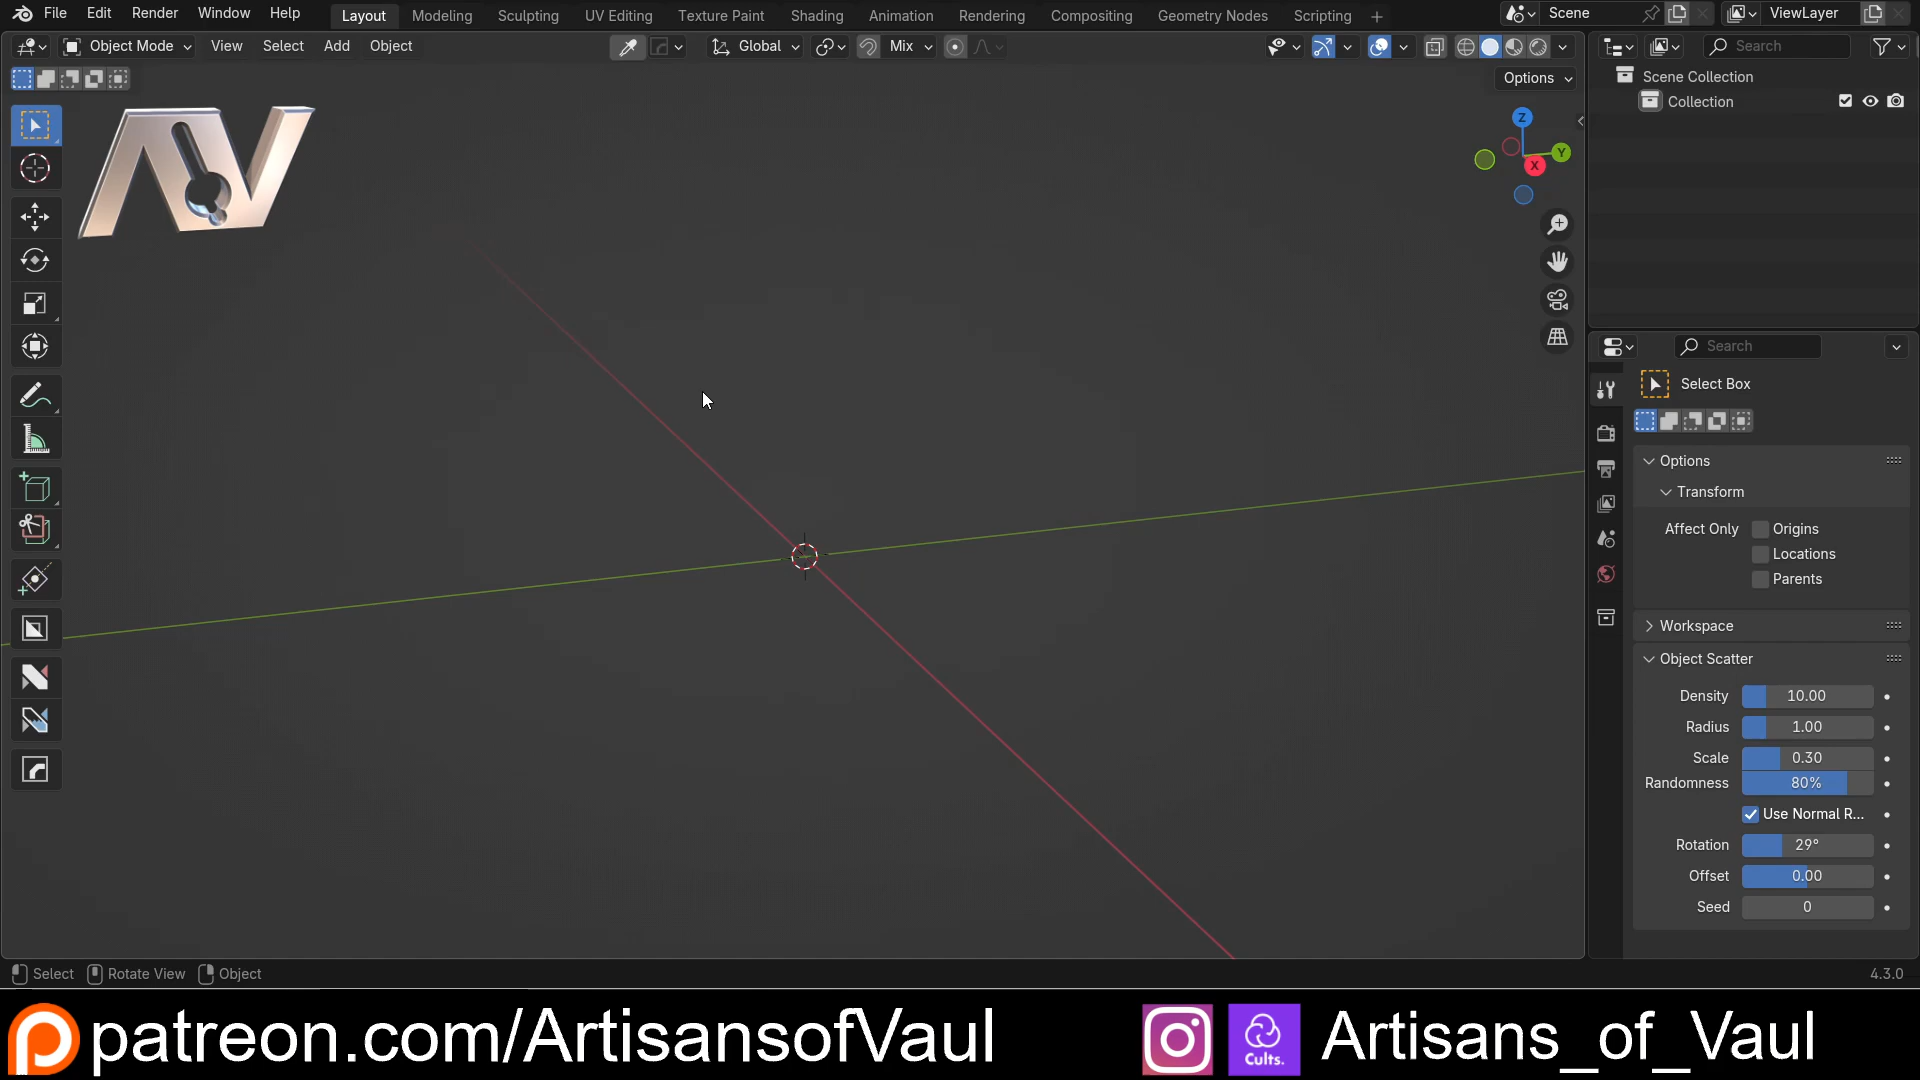 File Edit Render Window Help Layout Modeling Sculpting UV Editing Texture Paint Shading Animation Rendering Compositing Geometry Nodes Scripting + Scene ViewLayer
Object Mode View Select Add Object Global Mix Search
Options
Scene Collection
Collection
Z
Y
X
Search
Select Box
Options
Transform
Affect Only Origins
Locations
Parents
Workspace
Object Scatter
Density 10.00
Radius 1.00
Scale 0.30
Randomness 80%
Use Normal R...
Rotation 29°
Offset 0.00
Seed 0
Select Rotate View Object 4.3.0
patreon.com/ArtisansofVaul Cults. Artisans_of_Vaul